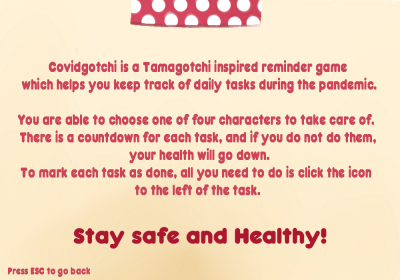 Covidgotchi is a Tamagotchi inspired reminder game
which helps you keep track of daily tasks during the pandemic.
You are able to choose one of four characters to take care of.
There is a countdown for each task, and if you do not do them,
your health will go down.
To mark each task as done, all you need to do is click the icon
to the left of the task.
Stay safe and Healthy!
Press ESC to go back